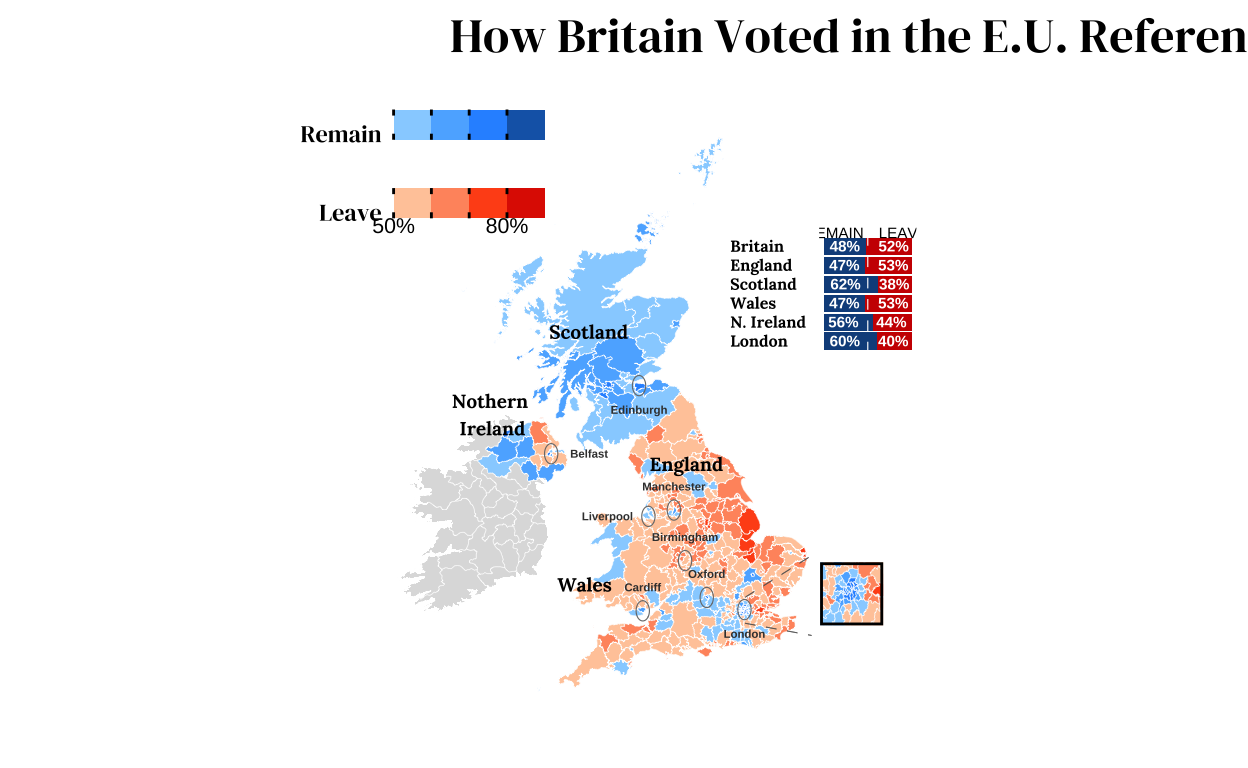 How Britain Voted in the E.U. Referen
Remain
Leave
50% 80%
EMAIN LEAV
Britain 48% 52%
England 47% 53%
Scotland 62% 38%
Wales 47% 53%
N. Ireland 56% 44%
London 60% 40%
Scotland
Edinburgh
Nothern
Ireland
Belfast
England
Manchester
Liverpool
Birmingham
Oxford
Wales
Cardiff
London